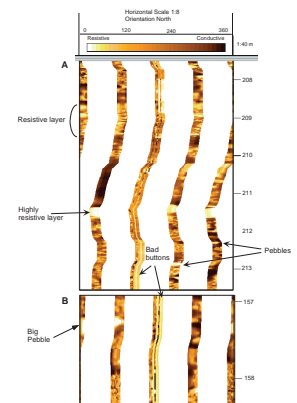 Horizontal Scale 1:8
Orientation North
0 120 240 360
Resistive Conductive
1:40 m
A
208
Resistive layer
209
210
211
Highly
resistive layer
212
Bad
buttons
Pebbles
213
B
157
Big
Pebble
158